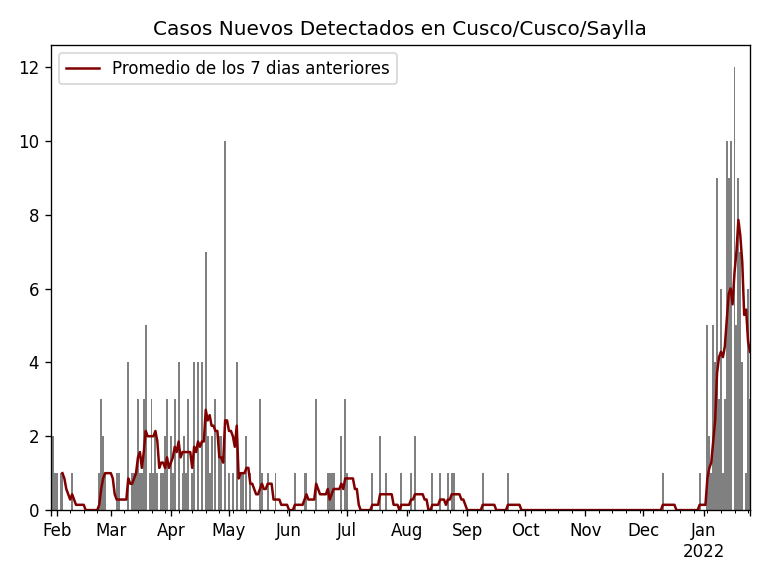 Casos Nuevos Detectados en Cusco/Cusco/Saylla
Promedio de los 7 dias anteriores
12
10
8
6
4
2
0
Feb Mar Apr May Jun Jul Aug Sep Oct Nov Dec Jan
2022